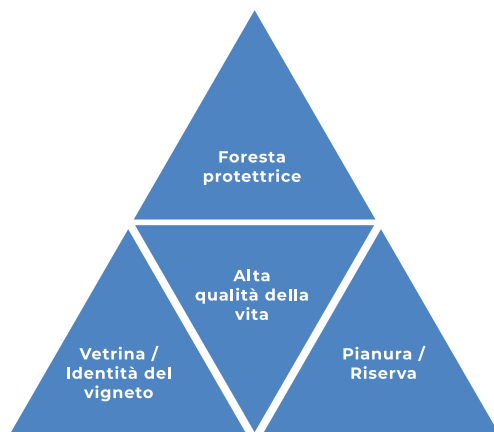 Foresta
protettrice
Alta
qualità della
vita
Vetrina /
Identità del
vigneto
Pianura /
Riserva